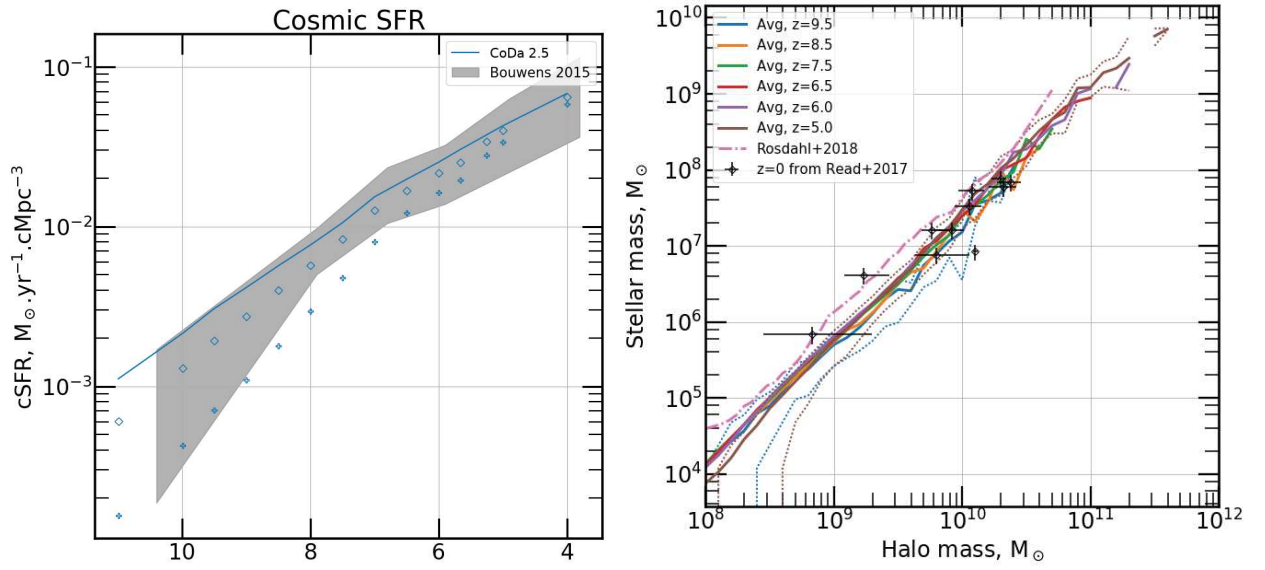 Cosmic SFR
CoDa 2.5
Bouwens 2015
cSFR, M⊙.yr⁻¹.cMpc⁻³
10⁻¹
10⁻²
10⁻³
10 8 6 4
Avg, z=9.5
Avg, z=8.5
Avg, z=7.5
Avg, z=6.5
Avg, z=6.0
Avg, z=5.0
Rosdahl+2018
z=0 from Read+2017
Stellar mass, M⊙
10¹⁰
10⁹
10⁸
10⁷
10⁶
10⁵
10⁴
10⁸ 10⁹ 10¹⁰ 10¹¹ 10¹²
Halo mass, M⊙